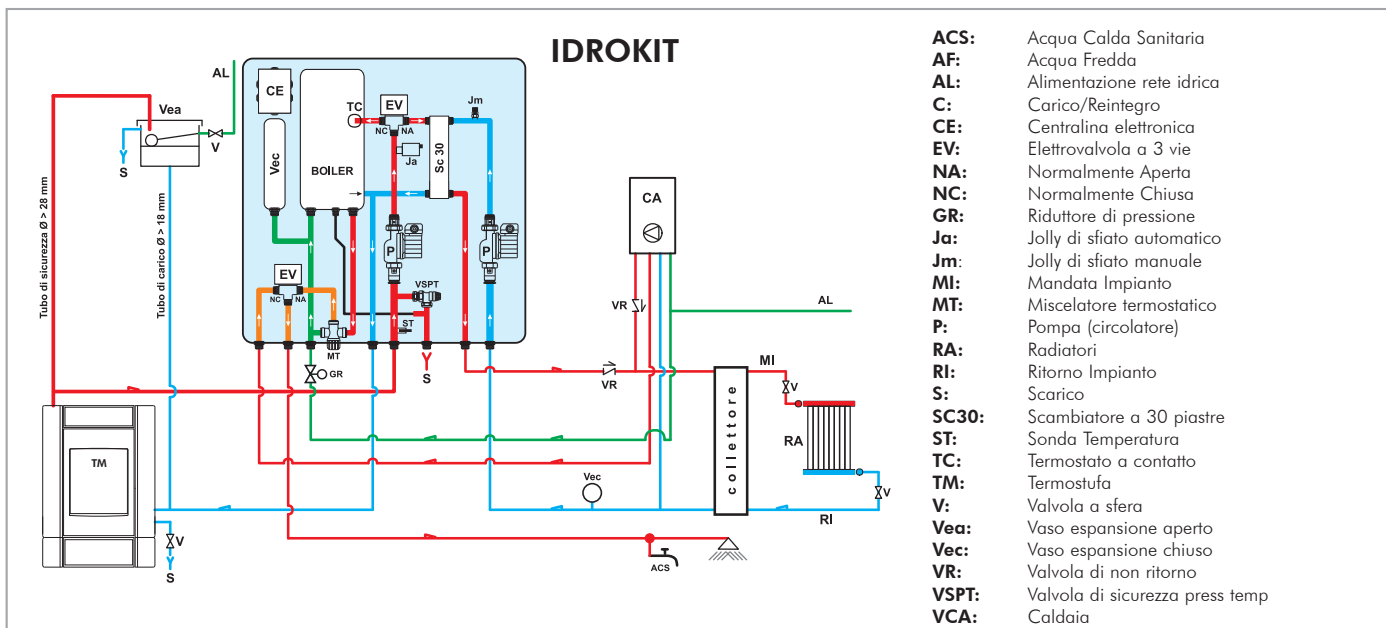 IDROKIT
AL
Vea
V
S
Tubo di sicurezza Ø > 28 mm
Tubo di carico Ø > 18 mm
CE
Vec
BOILER
TC
EV
NC
NA
Ja
Jm
Sc 30
P
P
EV
NC
NA
MT
VSPT
ST
GR
S
CA
VR
VR
AL
MI
V
RA
collettore
Vec
V
RI
TM
V
S
ACS
ACS: Acqua Calda Sanitaria
AF: Acqua Fredda
AL: Alimentazione rete idrica
C: Carico/Reintegro
CE: Centralina elettronica
EV: Elettrovalvola a 3 vie
NA: Normalmente Aperta
NC: Normalmente Chiusa
GR: Riduttore di pressione
Ja: Jolly di sfiato automatico
Jm: Jolly di sfiato manuale
MI: Mandata Impianto
MT: Miscelatore termostatico
P: Pompa (circolatore)
RA: Radiatori
RI: Ritorno Impianto
S: Scarico
SC30: Scambiatore a 30 piastre
ST: Sonda Temperatura
TC: Termostato a contatto
TM: Termostufa
V: Valvola a sfera
Vea: Vaso espansione aperto
Vec: Vaso espansione chiuso
VR: Valvola di non ritorno
VSPT: Valvola di sicurezza press temp
VCA: Caldaia